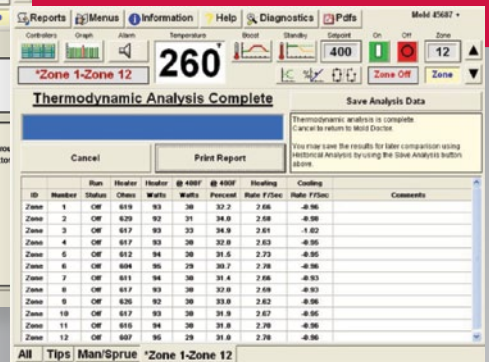 Reports Menus Information Help Diagnostics Pdfs Mold 45687
Controllers Graph Alarm Temperature Boost Standby Setpoint On Off Zone
260° 400 12
*Zone 1-Zone 12 Zone Off Zone
Thermodynamic Analysis Complete Save Analysis Data
Thermodynamic analysis is complete.
Cancel to return to Mold Doctor.
You may save the results for later comparison using
Historical Analysis by using the Save Analysis button
above.
Cancel Print Report
Run Heater Heater @ 400F @ 400F Heating Cooling
ID Number Status Ohms Watts Watts Percent Rate F/Sec Rate F/Sec Comments
Zone 1 Off 619 93 30 32.2 2.66 -0.96
Zone 2 Off 620 92 31 34.0 2.58 -0.98
Zone 3 Off 617 93 33 34.9 2.61 -1.02
Zone 4 Off 617 93 30 32.0 2.63 -0.95
Zone 5 Off 612 94 30 31.5 2.73 -0.95
Zone 6 Off 604 95 29 30.7 2.70 -0.96
Zone 7 Off 611 94 30 31.4 2.66 -0.93
Zone 8 Off 617 93 30 32.0 2.69 -0.93
Zone 9 Off 626 92 30 33.0 2.62 -0.96
Zone 10 Off 617 93 30 31.9 2.67 -0.95
Zone 11 Off 616 94 30 31.8 2.70 -0.96
Zone 12 Off 607 95 29 31.0 2.70 -0.96
All Tips Man/Sprue *Zone 1-Zone 12